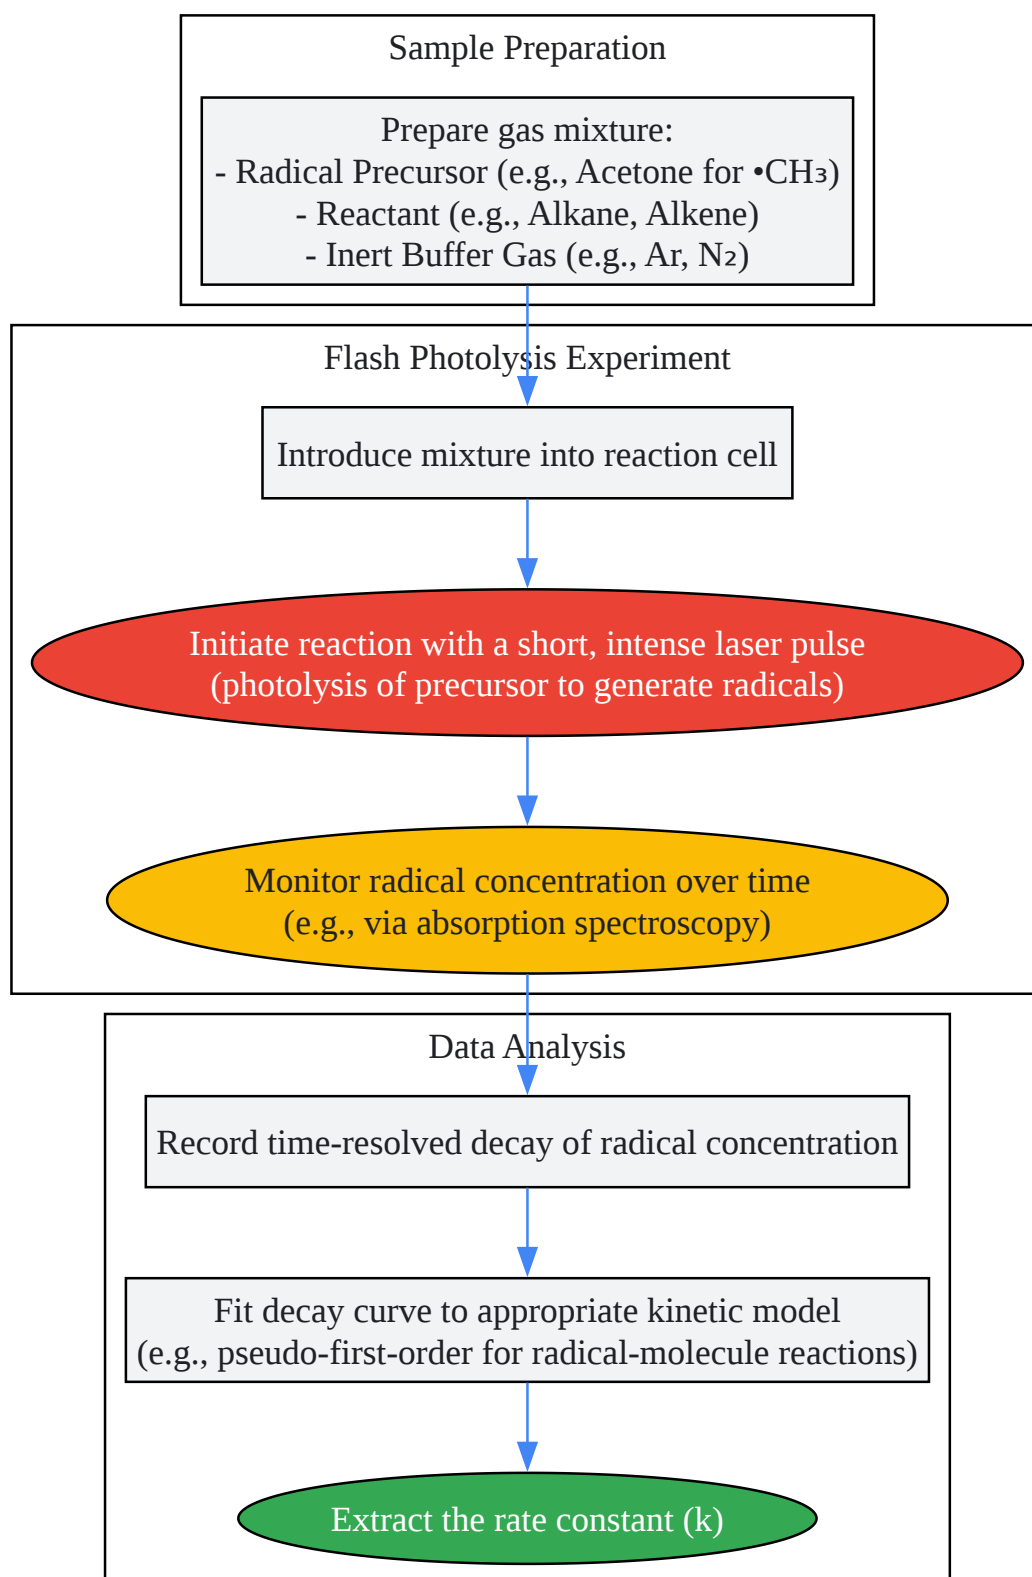 Sample Preparation
Prepare gas mixture:
- Radical Precursor (e.g., Acetone for •CH₃)
- Reactant (e.g., Alkane, Alkene)
- Inert Buffer Gas (e.g., Ar, N₂)
Flash Photolysis Experiment
Introduce mixture into reaction cell
Initiate reaction with a short, intense laser pulse
(photolysis of precursor to generate radicals)
Monitor radical concentration over time
(e.g., via absorption spectroscopy)
Data Analysis
Record time-resolved decay of radical concentration
Fit decay curve to appropriate kinetic model
(e.g., pseudo-first-order for radical-molecule reactions)
Extract the rate constant (k)